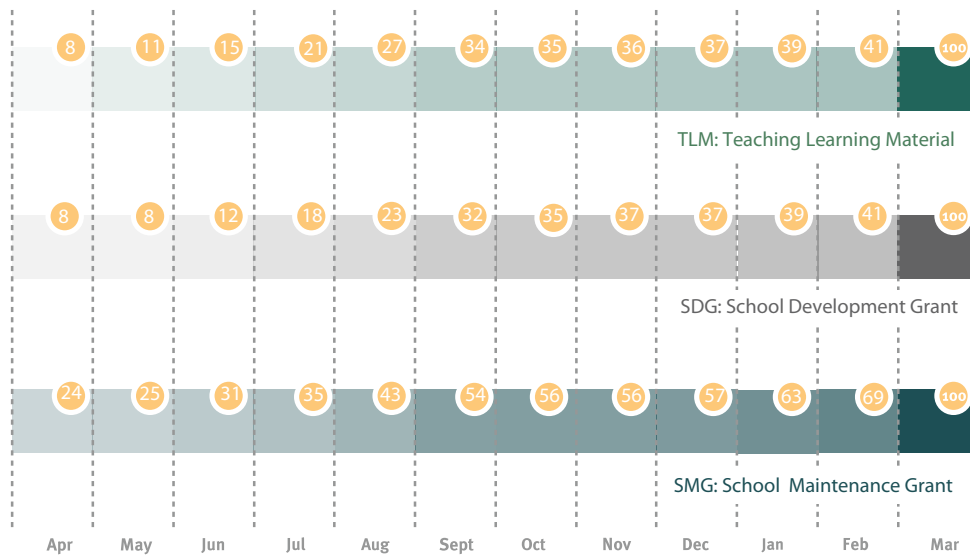 8 11 15 21 27 34 35 36 37 39 41 100
TLM: Teaching Learning Material
8 8 12 18 23 32 35 37 37 39 41 100
SDG: School Development Grant
24 25 31 35 43 54 56 56 57 63 69 100
SMG: School Maintenance Grant
Apr May Jun Jul Aug Sept Oct Nov Dec Jan Feb Mar